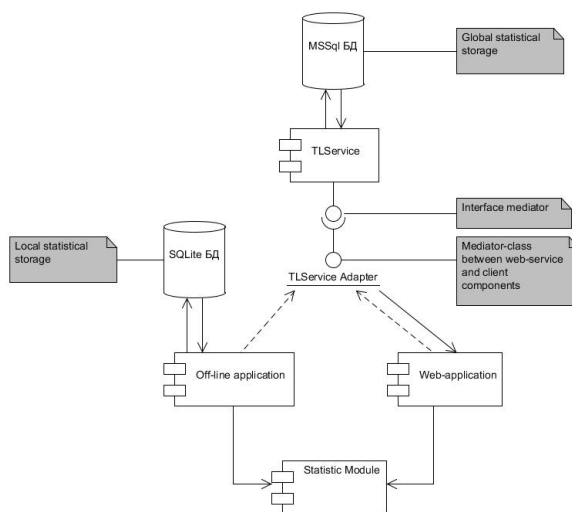 MSSql БД
Global statistical
storage
TLService
Interface mediator
Local statistical
storage
SQLite БД
Mediator-class
between web-service
and client
components
TLService Adapter
Off-line application
Web-application
Statistic Module